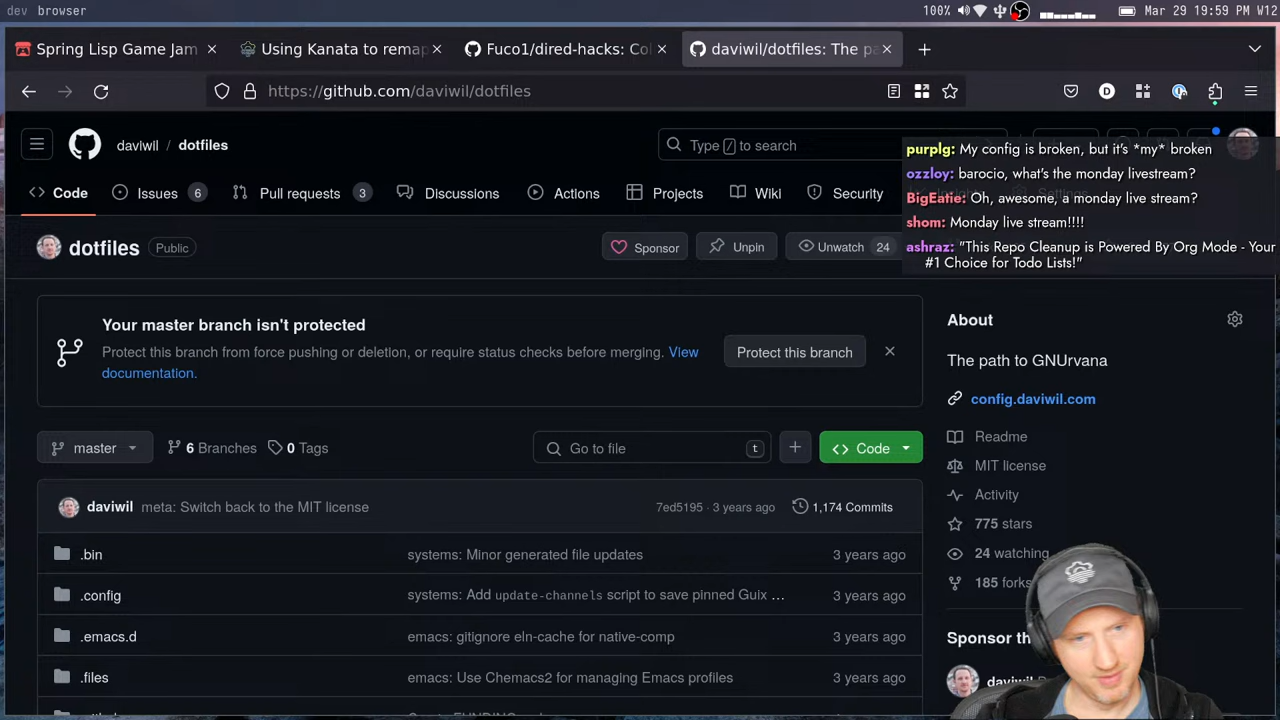 dev browser
100% Mar 29 19:59 PM W12
Spring Lisp Game Jam
Using Kanata to remap
Fuco1/dired-hacks: Col
daviwil/dotfiles: The pa
https://github.com/daviwil/dotfiles
daviwil / dotfiles
Type / to search
purplg: My config is broken, but it's *my* broken
ozzloy: barocio, what's the monday livestream?
BigEatie: Oh, awesome, a monday live stream?
shom: Monday live stream!!!!
ashraz: "This Repo Cleanup is Powered By Org Mode - Your
#1 Choice for Todo Lists!"
Code
Issues 6
Pull requests 3
Discussions
Actions
Projects
Wiki
Security
Settings
dotfiles Public
Sponsor
Unpin
Unwatch 24
Your master branch isn't protected
Protect this branch from force pushing or deletion, or require status checks before merging. View
documentation.
Protect this branch
master
6 Branches
0 Tags
Go to file t
Code
daviwil meta: Switch back to the MIT license 7ed5195 · 3 years ago 1,174 Commits
.bin systems: Minor generated file updates 3 years ago
.config systems: Add update-channels script to save pinned Guix ... 3 years ago
.emacs.d emacs: gitignore eln-cache for native-comp 3 years ago
.files emacs: Use Chemacs2 for managing Emacs profiles 3 years ago
About
The path to GNUrvana
config.daviwil.com
Readme
MIT license
Activity
775 stars
24 watching
185 forks
Sponsor th
daviwil